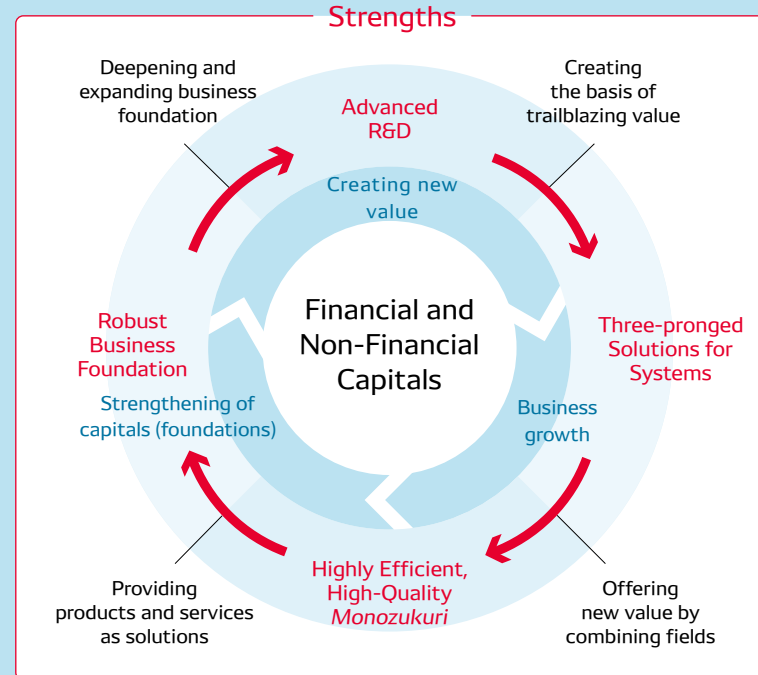 Strengths
Deepening and
expanding business
foundation
Creating
the basis of
trailblazing value
Advanced
R&D
Creating new
value
Financial and
Non-Financial
Capitals
Robust
Business
Foundation
Strengthening of
capitals (foundations)
Three-pronged
Solutions for
Systems
Business
growth
Highly Efficient,
High-Quality
Monozukuri
Providing
products and services
as solutions
Offering
new value by
combining fields